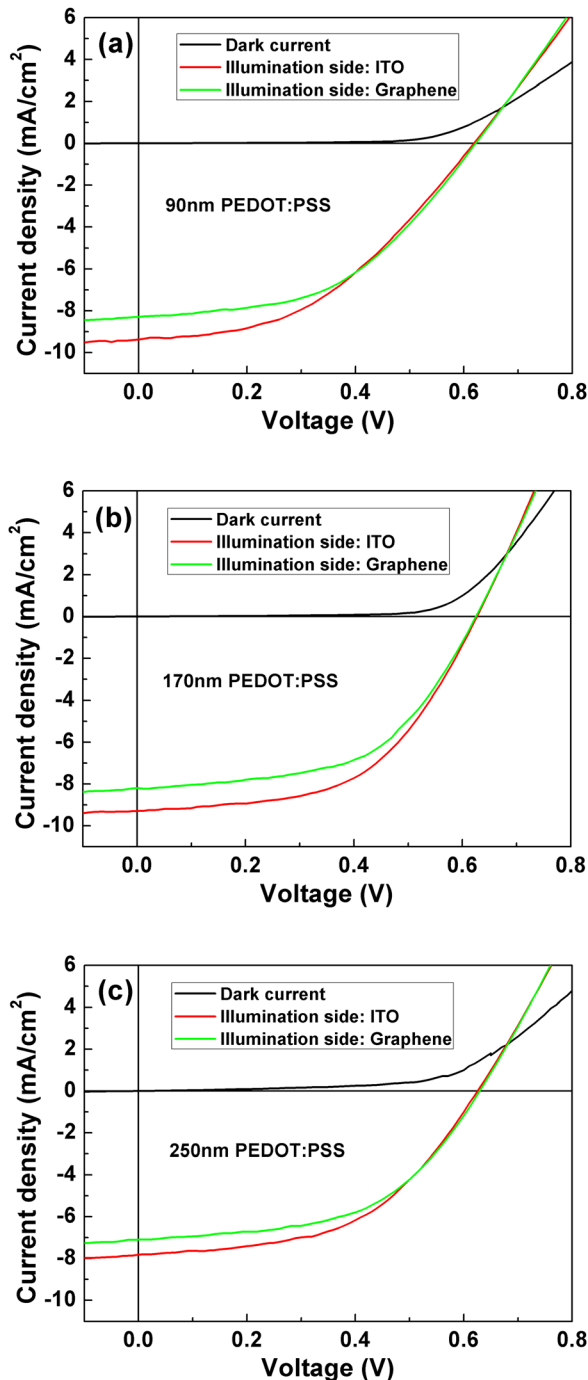 (a)
Dark current
Illumination side: ITO
Illumination side: Graphene
90nm PEDOT:PSS
Current density (mA/cm²)
6
4
2
0
-2
-4
-6
-8
-10
0.0 0.2 0.4 0.6 0.8
Voltage (V)
(b)
Dark current
Illumination side: ITO
Illumination side: Graphene
170nm PEDOT:PSS
Current density (mA/cm²)
6
4
2
0
-2
-4
-6
-8
-10
0.0 0.2 0.4 0.6 0.8
Voltage (V)
(c)
Dark current
Illumination side: ITO
Illumination side: Graphene
250nm PEDOT:PSS
Current density (mA/cm²)
6
4
2
0
-2
-4
-6
-8
-10
0.0 0.2 0.4 0.6 0.8
Voltage (V)